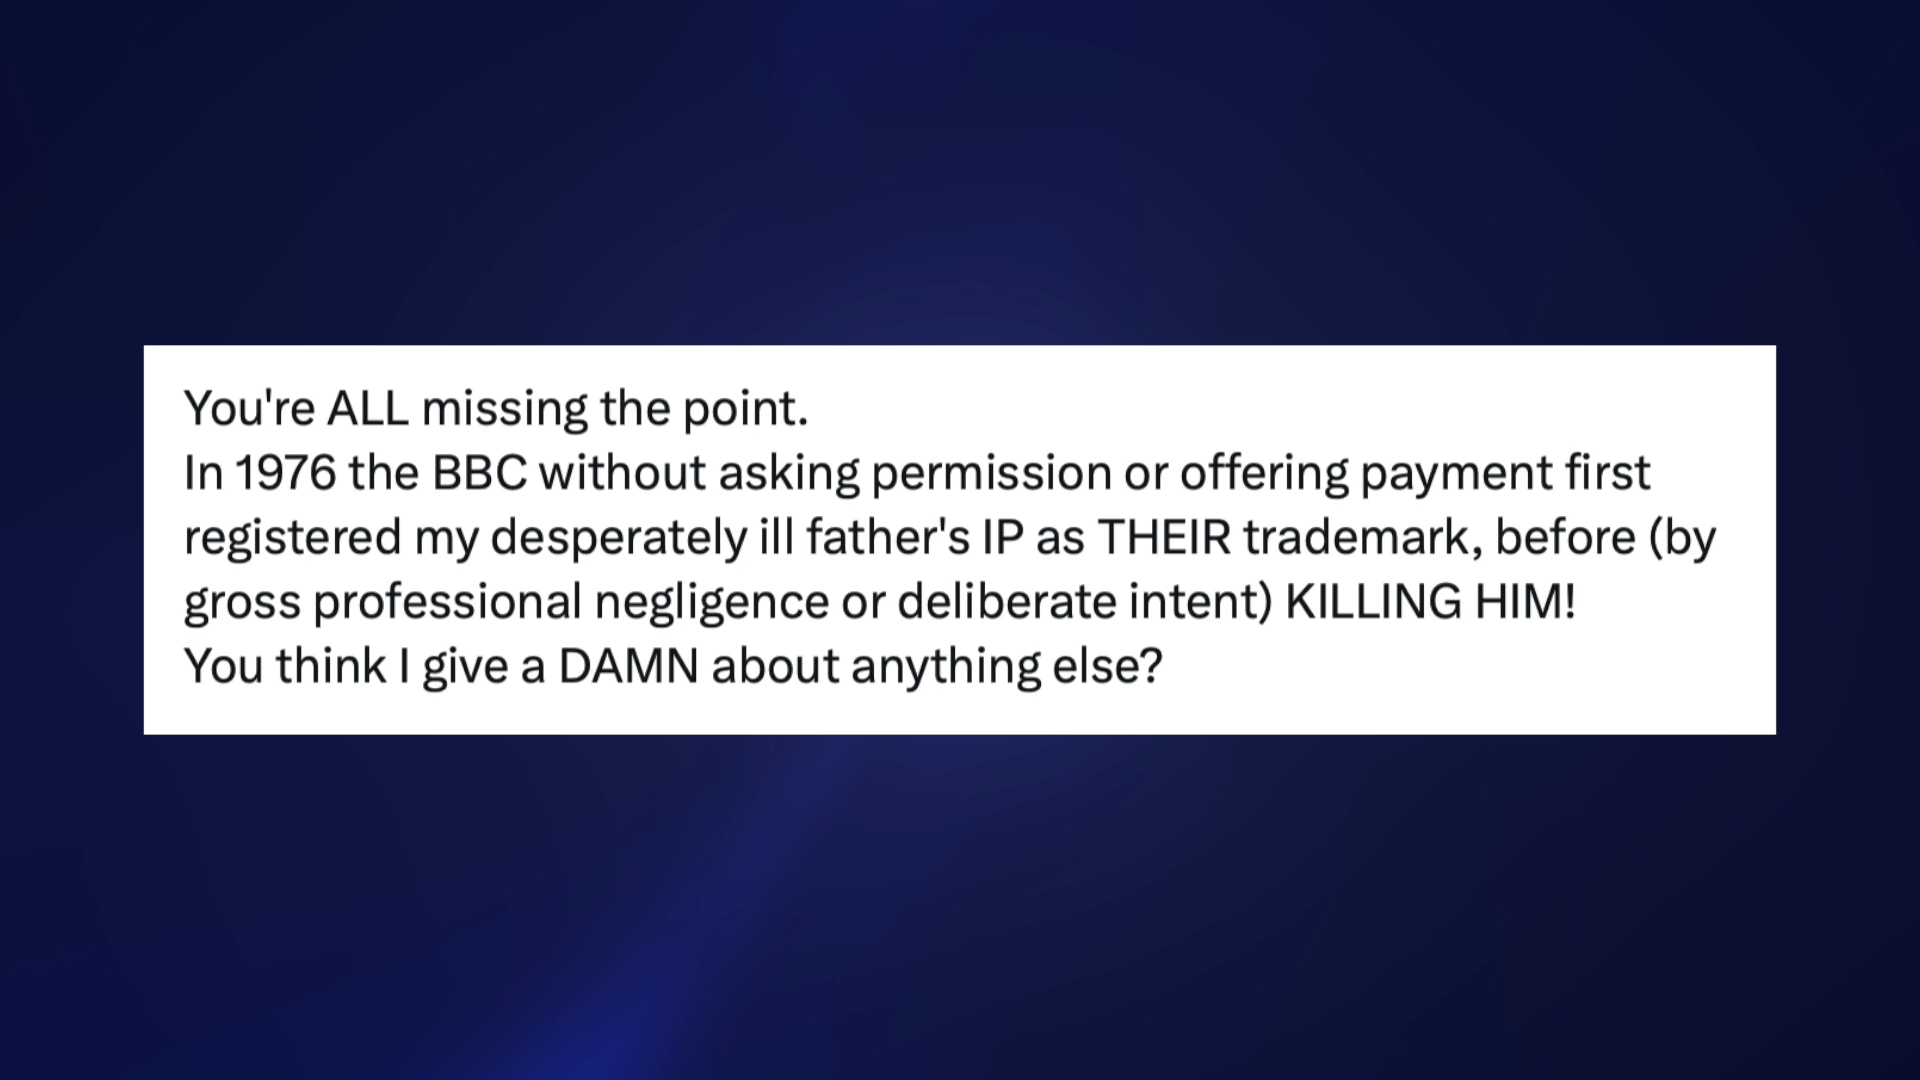 You're ALL missing the point.
In 1976 the BBC without asking permission or offering payment first
registered my desperately ill father's IP as THEIR trademark, before (by
gross professional negligence or deliberate intent) KILLING HIM!
You think I give a DAMN about anything else?